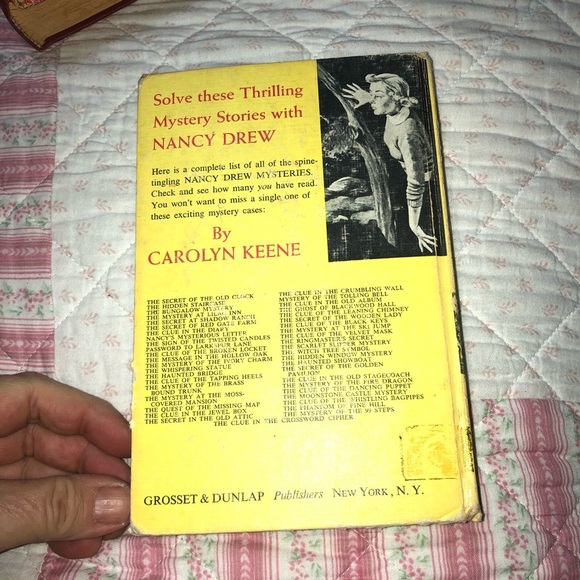 Solve these Thrilling
Mystery Stories with
NANCY DREW
Here is a complete list of all of the spine-
tingling NANCY DREW MYSTERIES.
Check and see how many you have read.
You won't want to miss a single one of
these exciting mystery cases:
By
CAROLYN KEENE
THE SECRET OF THE OLD CLOCK
THE HIDDEN STAIRCASE
THE BUNGALOW MYSTERY
THE MYSTERY AT LILAC INN
THE SECRET AT SHADOW RANCH
THE SECRET OF RED GATE FARM
THE CLUE IN THE DIARY
NANCY'S MYSTERIOUS LETTER
THE SIGN OF THE TWISTED CANDLES
PASSWORD TO LARKSPUR LANE
THE CLUE OF THE BROKEN LOCKET
THE MESSAGE IN THE HOLLOW OAK
THE MYSTERY OF THE IVORY CHARM
THE WHISPERING STATUE
THE HAUNTED BRIDGE
THE CLUE OF THE TAPPING HEELS
THE MYSTERY OF THE BRASS
BOUND TRUNK
THE MYSTERY AT THE MOSS-
COVERED MANSION
THE QUEST OF THE MISSING MAP
THE CLUE IN THE JEWEL BOX
THE SECRET IN THE OLD ATTIC
THE CLUE IN THE CRUMBLING WALL
MYSTERY OF THE TOLLING BELL
THE CLUE IN THE OLD ALBUM
THE GHOST OF BLACKWOOD HALL
THE CLUE OF THE LEANING CHIMNEY
THE SECRET OF THE WOODEN LADY
THE CLUE OF THE BLACK KEYS
THE MYSTERY AT THE SKI JUMP
THE CLUE OF THE VELVET MASK
THE RINGMASTER'S SECRET
THE SCARLET SLIPPER MYSTERY
THE WITCH TREE SYMBOL
THE HIDDEN WINDOW MYSTERY
THE HAUNTED SHOWBOAT
THE SECRET OF THE GOLDEN
PAVILION
THE CLUE IN THE OLD STAGECOACH
THE MYSTERY OF THE FIRE DRAGON
THE CLUE OF THE DANCING PUPPET
THE MOONSTONE CASTLE MYSTERY
THE CLUE OF THE WHISTLING BAGPIPES
THE PHANTOM OF PINE HILL
THE MYSTERY OF THE 99 STEPS
THE CLUE IN THE CROSSWORD CIPHER
GROSSET & DUNLAP Publishers NEW YORK, N. Y.